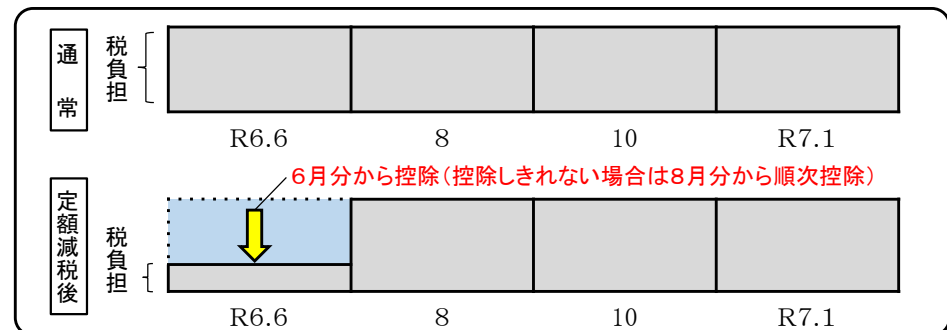 通常
税負担
R6.6 8 10 R7.1
6月分から控除(控除しきれない場合は8月分から順次控除)
定額減税後
税負担
R6.6 8 10 R7.1